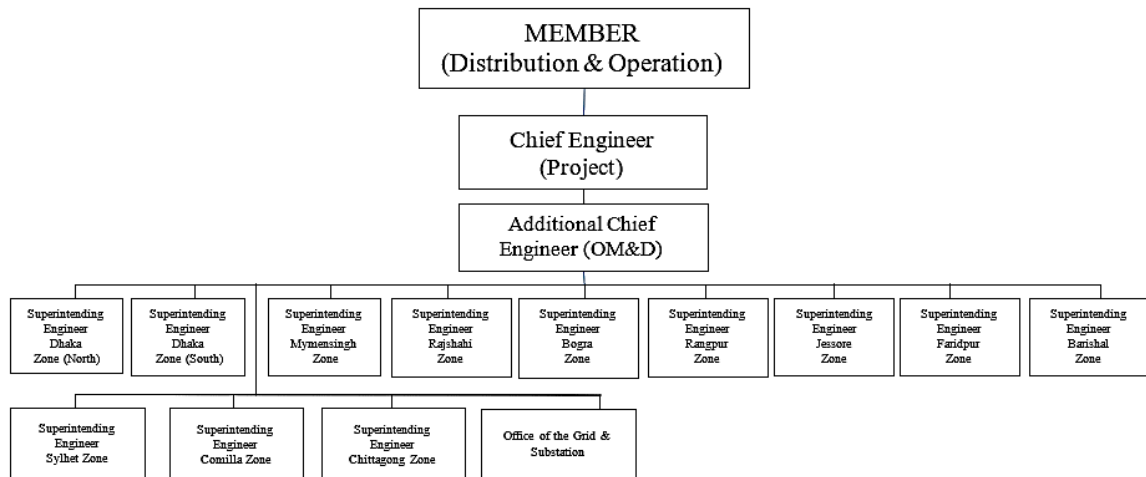 MEMBER
(Distribution & Operation)
Chief Engineer
(Project)
Additional Chief
Engineer (OM&D)
Superintending
Engineer
Dhaka
Zone (North)
Superintending
Engineer
Dhaka
Zone (South)
Superintending
Engineer
Mymensingh
Zone
Superintending
Engineer
Rajshahi
Zone
Superintending
Engineer
Bogra
Zone
Superintending
Engineer
Rangpur
Zone
Superintending
Engineer
Jessore
Zone
Superintending
Engineer
Faridpur
Zone
Superintending
Engineer
Barishal
Zone
Superintending
Engineer
Sylhet Zone
Superintending
Engineer
Comilla Zone
Superintending
Engineer
Chittagong Zone
Office of the Grid &
Substation